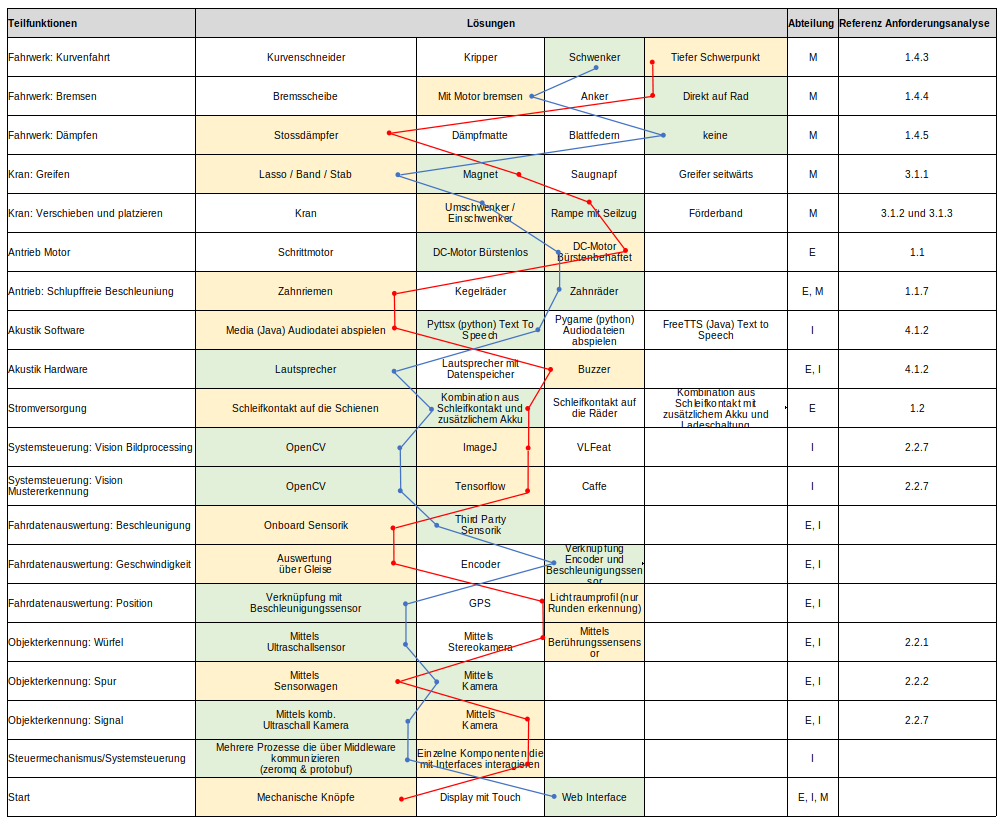 Teilfunktionen Lösungen Abteilung Referenz Anforderungsanalyse
Fahrwerk: Kurvenfahrt Kurvenschneider Kripper Schwenker Tiefer Schwerpunkt M 1.4.3
Fahrwerk: Bremsen Bremsscheibe Mit Motor bremsen Anker Direkt auf Rad M 1.4.4
Fahrwerk: Dämpfen Stossdämpfer Dämpfmatte Blattfedern keine M 1.4.5
Kran: Greifen Lasso / Band / Stab Magnet Saugnapf Greifer seitwärts M 3.1.1
Kran: Verschieben und platzieren Kran Umschwenker /
Einschwenker Rampe mit Seilzug Förderband M 3.1.2 und 3.1.3
Antrieb Motor Schrittmotor DC-Motor Bürstenlos DC-Motor
Bürstenbehaftet E 1.1
Antrieb: Schlupffreie Beschleuniung Zahnriemen Kegelräder Zahnräder E, M 1.1.7
Akustik Software Media (Java) Audiodatei abspielen Pyttsx (python) Text To
Speech Pygame (python)
Audiodateien
abspielen FreeTTS (Java) Text to
Speech I 4.1.2
Akustik Hardware Lautsprecher Lautsprecher mit
Datenspeicher Buzzer E, I 4.1.2
Stromversorgung Schleifkontakt auf die Schienen Kombination aus
Schleifkontakt und
zusätzlichem Akku Schleifkontakt auf
die Räder Kombination aus
Schleifkontakt mit
zusätzlichem Akku und
Ladeschaltung E 1.2
Systemsteuerung: Vision Bildprocessing OpenCV ImageJ VLFeat I 2.2.7
Systemsteuerung: Vision
Mustererkennung OpenCV Tensorflow Caffe I 2.2.7
Fahrdatenauswertung: Beschleunigung Onboard Sensorik Third Party
Sensorik E, I
Fahrdatenauswertung: Geschwindigkeit Auswertung
über Gleise Encoder Verknüpfung
Encoder und
Beschleunigungssen
sor E, I
Fahrdatenauswertung: Position Verknüpfung mit
Beschleunigungssensor GPS Lichtraumprofil (nur
Runden erkennung) E, I
Objekterkennung: Würfel Mittels
Ultraschallsensor Mittels
Stereokamera Mittels
Berührungssensens
or E, I 2.2.1
Objekterkennung: Spur Mittels
Sensorwagen Mittels
Kamera E, I 2.2.2
Objekterkennung: Signal Mittels komb.
Ultraschall Kamera Mittels
Kamera E, I 2.2.7
Steuermechanismus/Systemsteuerung Mehrere Prozesse die über Middleware
kommunizieren
(zeromq & protobuf) Einzelne Komponenten die
mit Interfaces interagieren I
Start Mechanische Knöpfe Display mit Touch Web Interface E, I, M